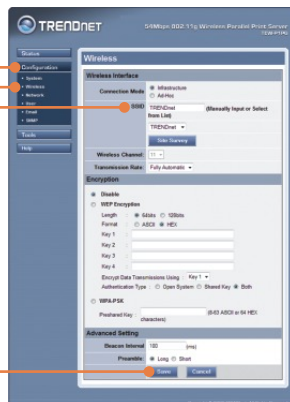 TRENDNET
54Mbps 802.11g Wireless Parallel Print Server
TEW-P1PG
Status
Configuration
System
Wireless
Network
User
Email
SNMP
Tools
Help
Wireless
Wireless Interface
Connection Mode Infrastructure
Ad-Hoc
SSID TRENDnet (Manually Input or Select from List)
TRENDnet
Site Survey
Wireless Channel: 11
Transmission Rate: Fully Automatic
Encryption
Disable
WEP Encryption
Length : 64bits 128bits
Format : ASCII HEX
Key 1 :
Key 2 :
Key 3 :
Key 4 :
Encrypt Data Transmissions Using : Key 1
Authentication Type : Open System Shared Key Both
WPA-PSK
Preshared Key : (8-63 ASCII or 64 HEX characters)
Advanced Setting
Beacon Interval 100 (ms)
Preamble: Long Short
Save Cancel